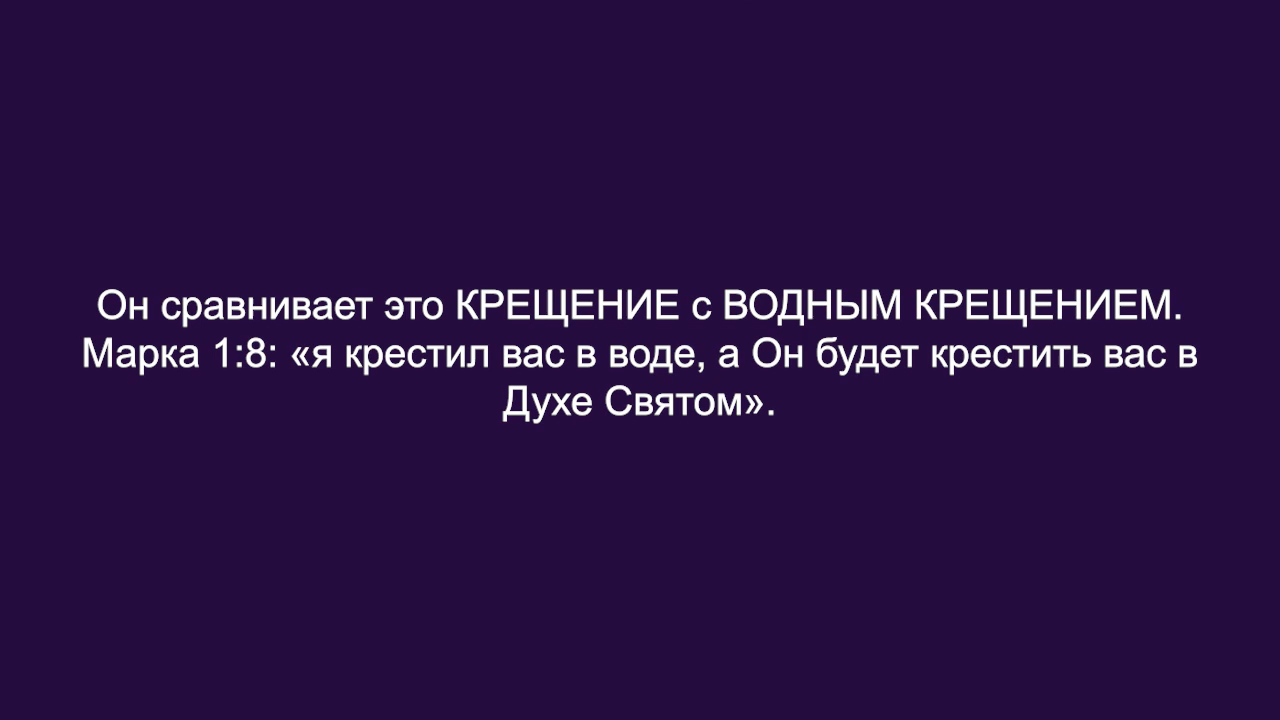 Он сравнивает это КРЕЩЕНИЕ с ВОДНЫМ КРЕЩЕНИЕМ.
Марка 1:8: «я крестил вас в воде, а Он будет крестить вас в
Духе Святом».